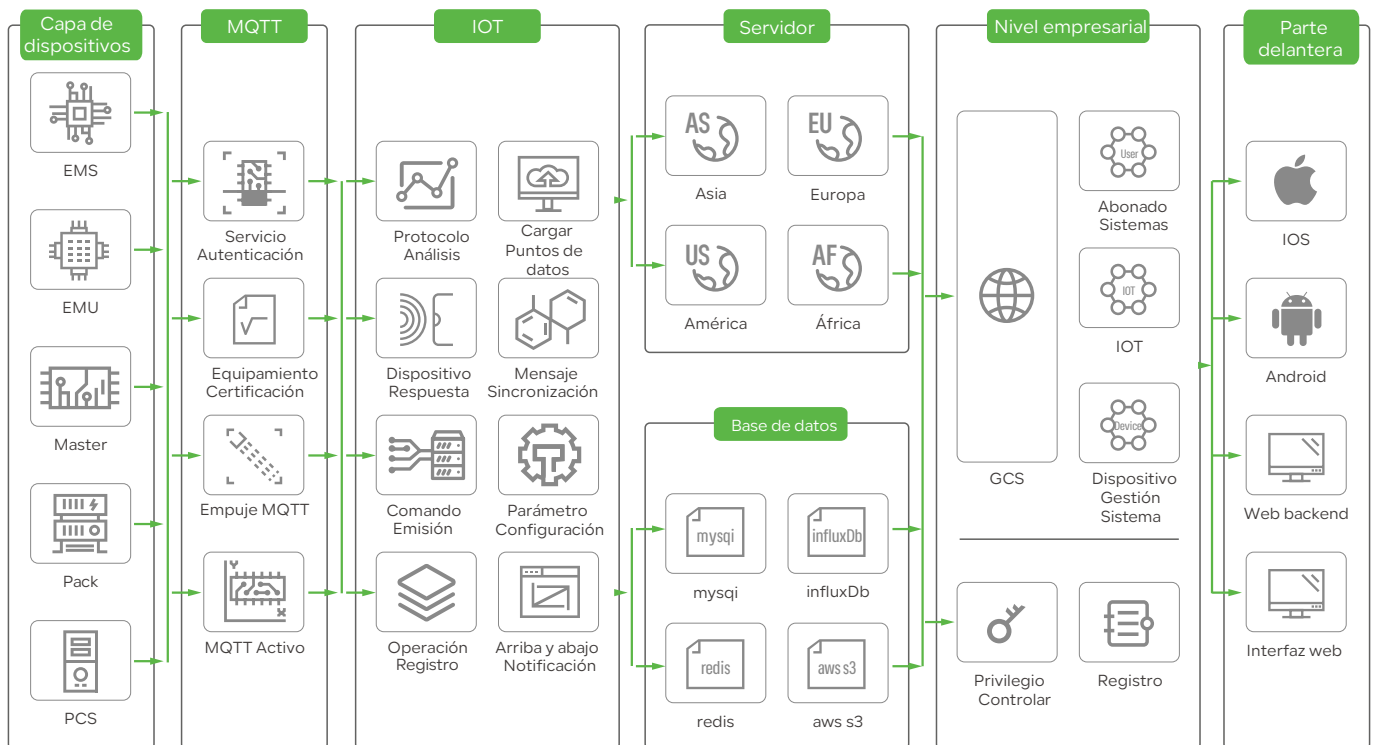 Capa de
dispositivos
EMS
EMU
Master
Pack
PCS
MQTT
Servicio
Autenticación
Equipamiento
Certificación
Empuje MQTT
Y
X
MQTT Activo
IOT
Protocolo
Análisis
Cargar
Puntos de
datos
Dispositivo
Respuesta
Mensaje
Sincronización
Comando
Emisión
Parámetro
Configuración
Operación
Registro
Arriba y abajo
Notificación
Servidor
AS
Asia
EU
Europa
US
América
AF
África
Base de datos
mysqi
mysqi
influxDb
influxDb
redis
redis
aws s3
aws s3
Nivel empresarial
GCS
User
Abonado
Sistemas
IOT
IOT
Device
Dispositivo
Gestión
Sistema
Privilegio
Controlar
Registro
Parte
delantera
IOS
Android
Web backend
Interfaz web